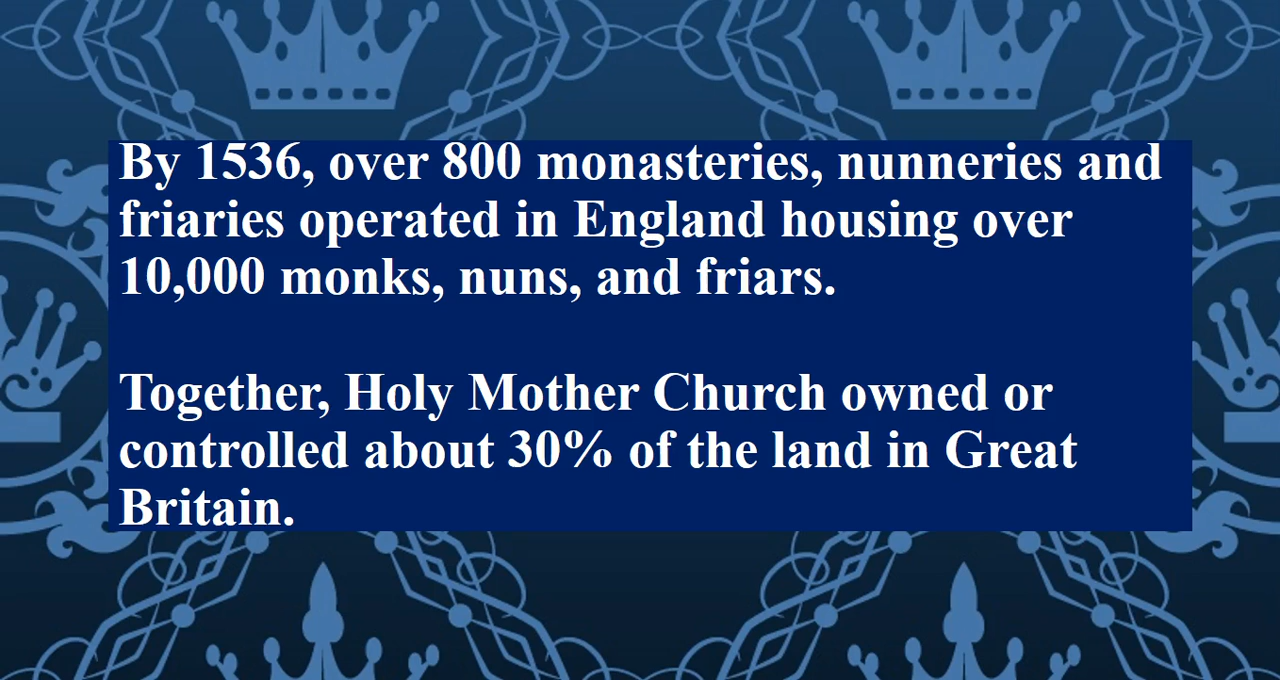 By 1536, over 800 monasteries, nunneries and
friaries operated in England housing over
10,000 monks, nuns, and friars.
Together, Holy Mother Church owned or
controlled about 30% of the land in Great
Britain.